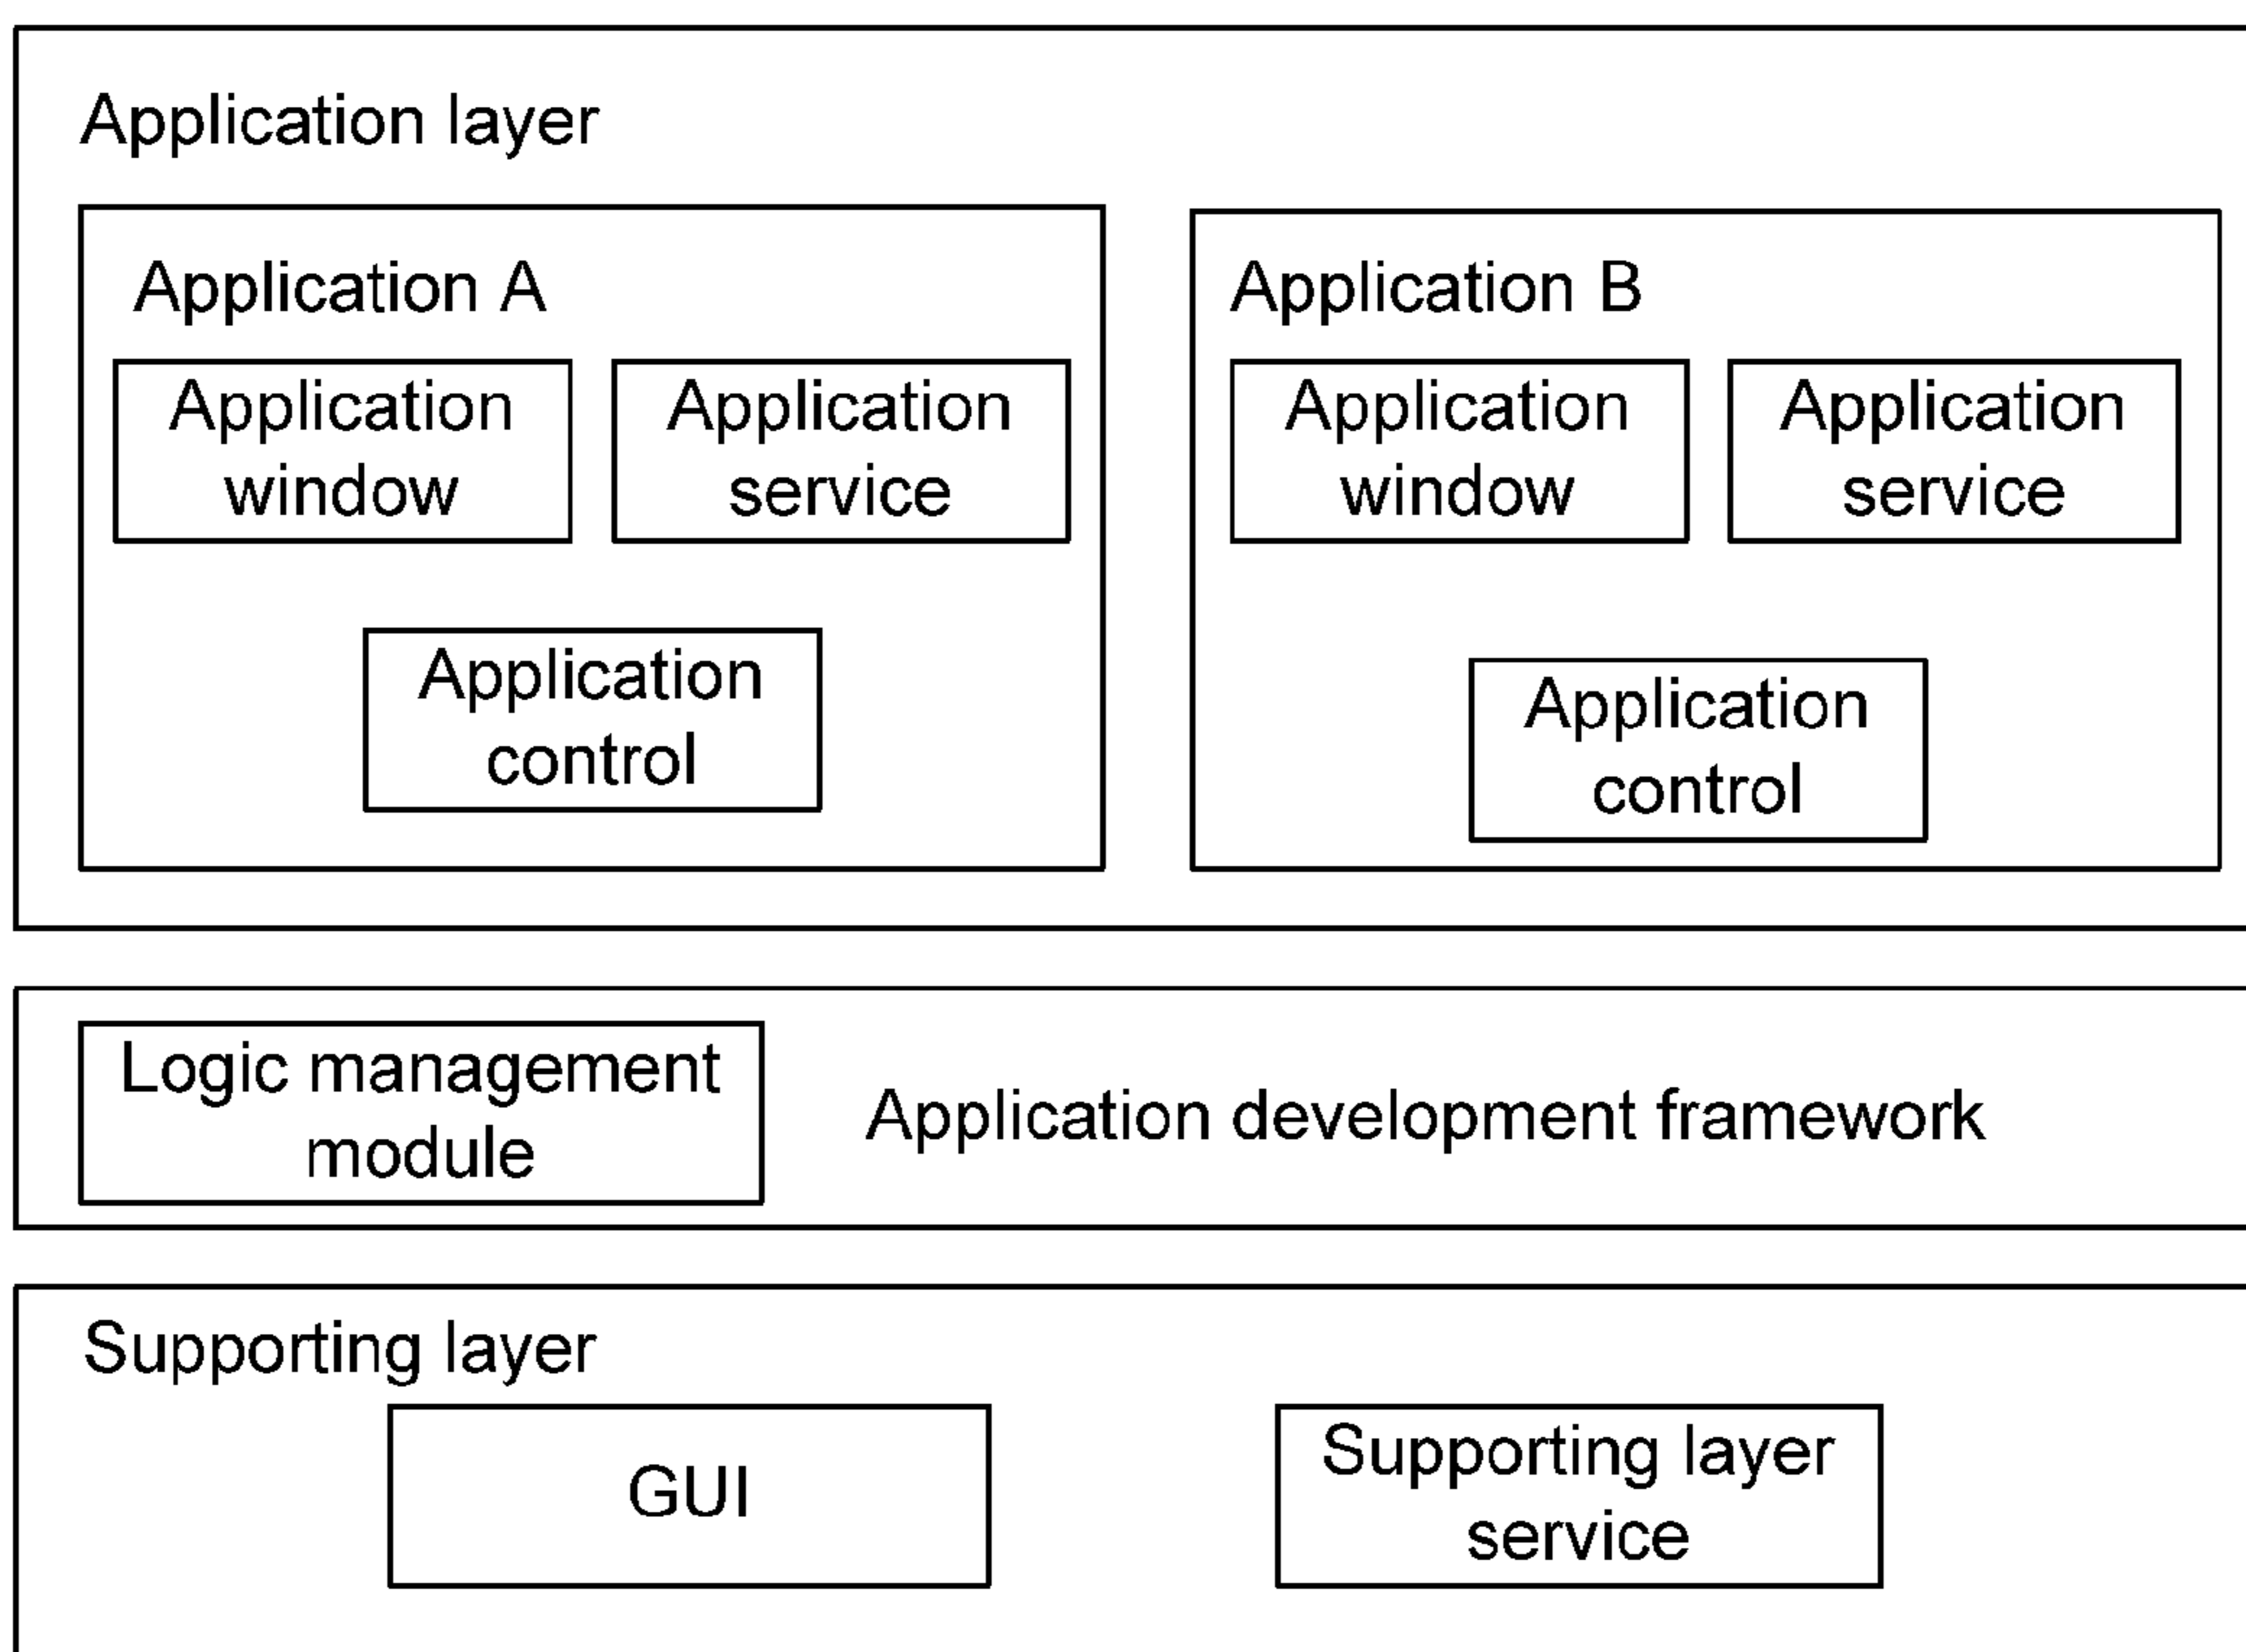 Application layer
Application A
Application
window
Application
service
Application
control
Application B
Application
window
Application
service
Application
control
Logic management
module
Application development framework
Supporting layer
GUI
Supporting layer
service